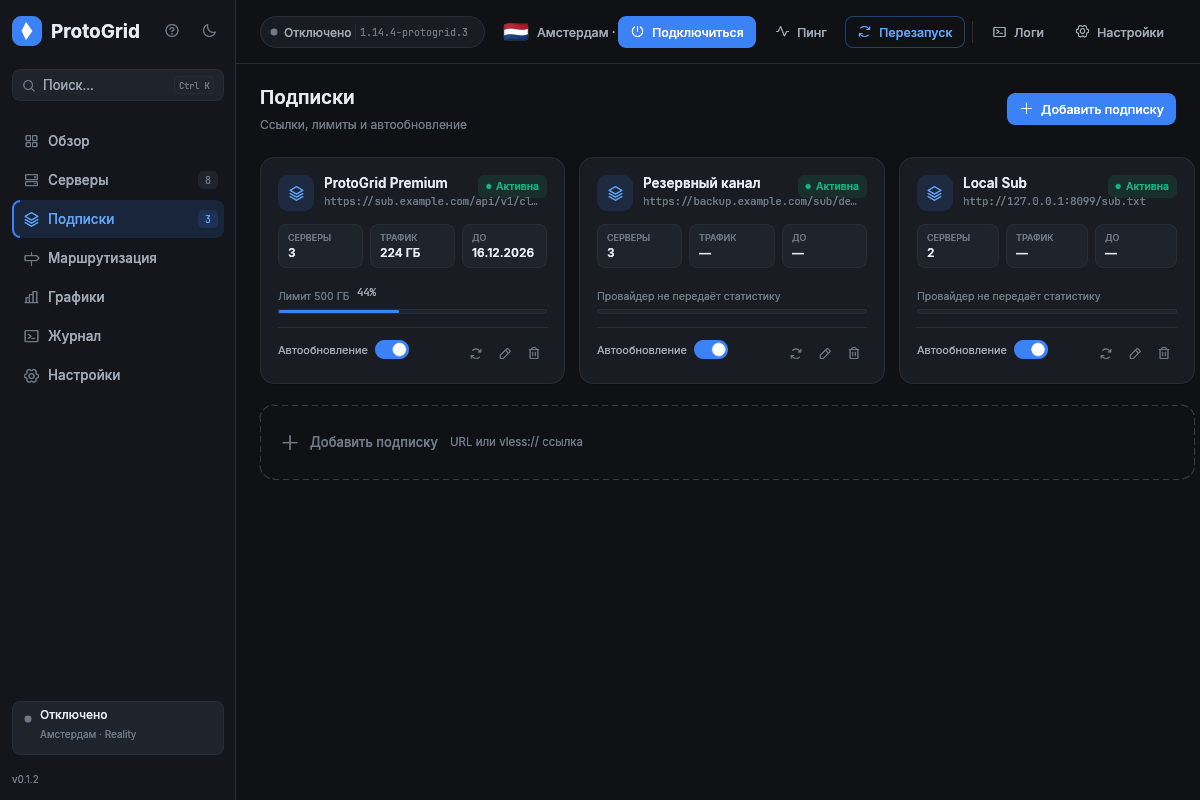 ProtoGrid
Поиск...
Ctrl K
Обзор
Серверы 8
Подписки 3
Маршрутизация
Графики
Журнал
Настройки
Отключено
Амстердам · Reality
v0.1.2
Отключено 1.14.4-protogrid.3
Амстердам ·
Подключиться
Пинг
Перезапуск
Логи
Настройки
Подписки
Ссылки, лимиты и автообновление
Добавить подписку
ProtoGrid Premium
Активна
https://sub.example.com/api/v1/cl…
СЕРВЕРЫ
3
ТРАФИК
224 ГБ
ДО
16.12.2026
Лимит 500 ГБ 44%
Автообновление
Резервный канал
Активна
https://backup.example.com/sub/de…
СЕРВЕРЫ
3
ТРАФИК
—
ДО
—
Провайдер не передаёт статистику
Автообновление
Local Sub
Активна
http://127.0.0.1:8099/sub.txt
СЕРВЕРЫ
2
ТРАФИК
—
ДО
—
Провайдер не передаёт статистику
Автообновление
Добавить подписку URL или vless:// ссылка